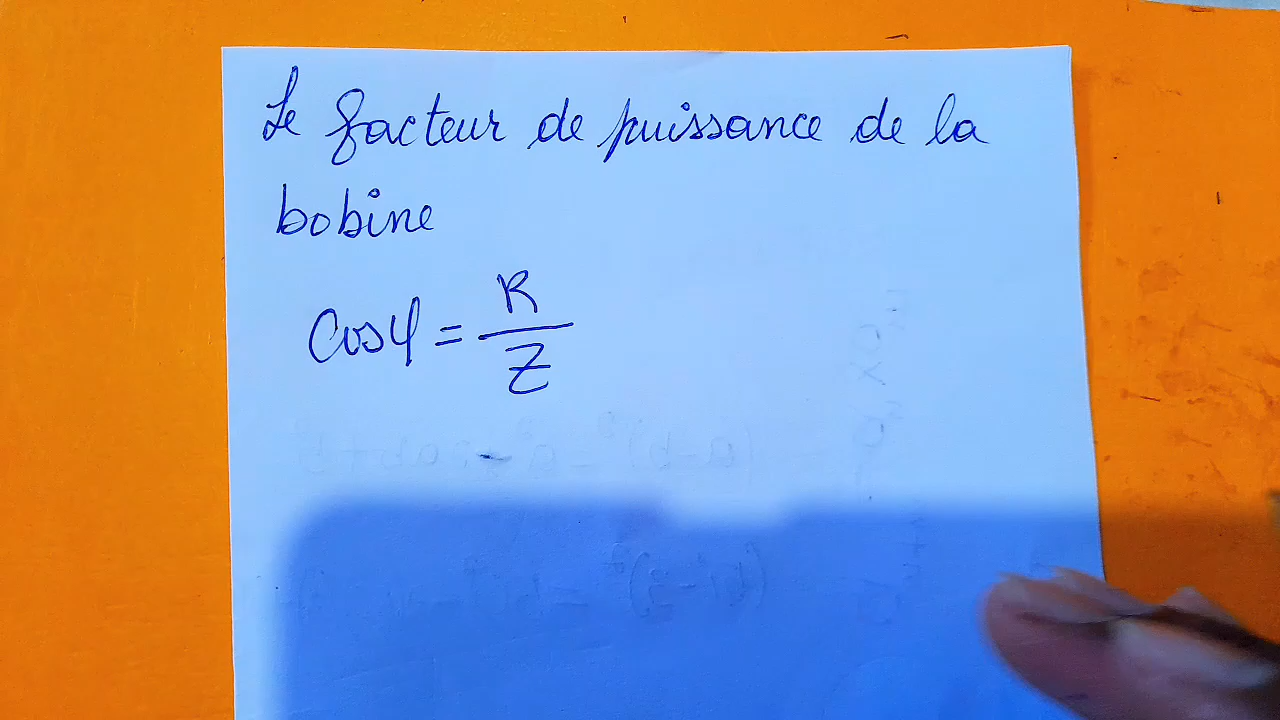 Le facteur de puissance de la
bobine
cosφ = R/Z